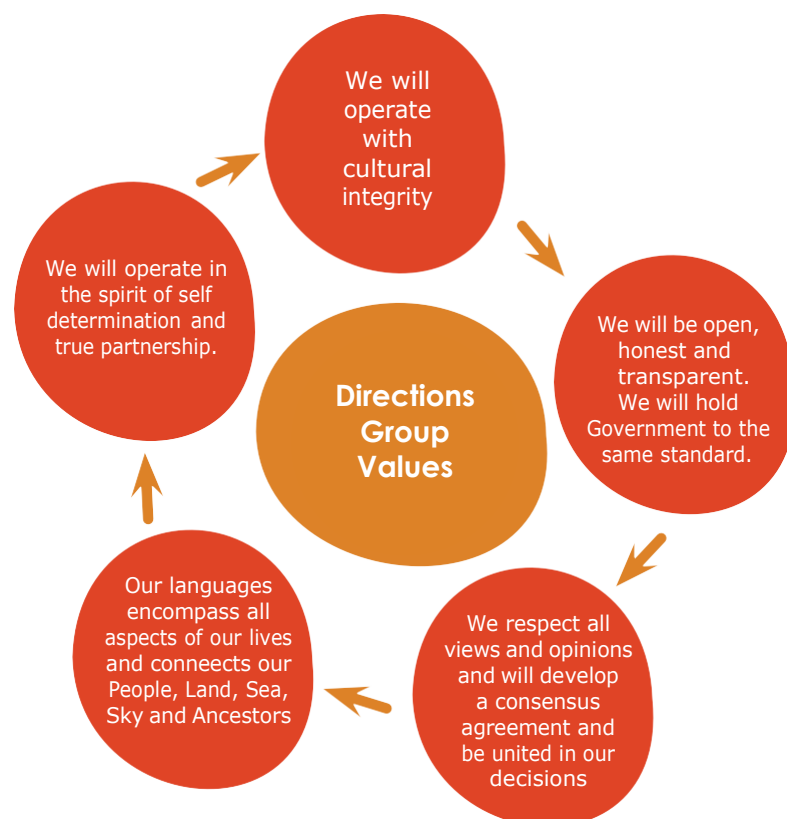 We will
operate
with
cultural
integrity
We will be open,
honest and
transparent.
We will hold
Government to the
same standard.
We respect all
views and opinions
and will develop
a consensus
agreement and
be united in our
decisions
Our languages
encompass all
aspects of our lives
and conneects our
People, Land, Sea,
Sky and Ancestors
We will operate in
the spirit of self
determination and
true partnership.
Directions
Group
Values